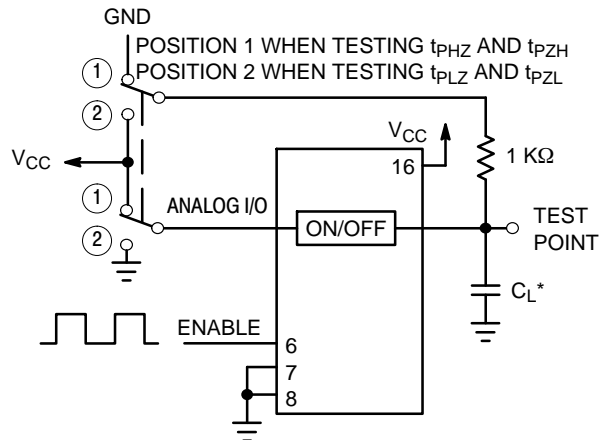 GND
POSITION 1 WHEN TESTING tPHZ AND tPZH
① POSITION 2 WHEN TESTING tPLZ AND tPZL
②
VCC
16
1 KΩ
VCC
①
ANALOG I/O
ON/OFF
TEST
POINT
②
CL*
ENABLE
6
7
8